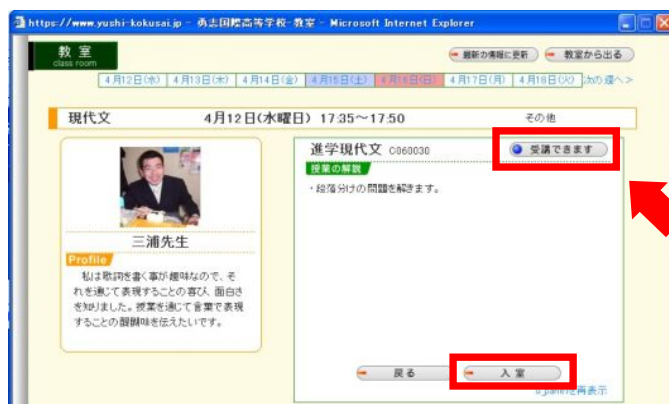 https://www.yushi-kokusai.jp - 勇志国際高等学校-教室 - Microsoft Internet Explorer
教室
class room
最新の情報に更新
教室から出る
4月12日(水) 4月13日(木) 4月14日(金) 4月15日(土) 4月16日(日) 4月17日(月) 4月18日(火) 次の週へ>
現代文 4月12日(水曜日) 17:35～17:50 その他
進学現代文 C060030
受講できます
授業の解説
・段落分けの問題を解きます。
三浦先生
Profile
私は歌詞を書く事が趣味なので、そ
れを通じて表現することの喜び、面白さ
を知りました。授業を通じて言葉で表現
することの醍醐味を伝えたいです。
戻る
入室
を再表示